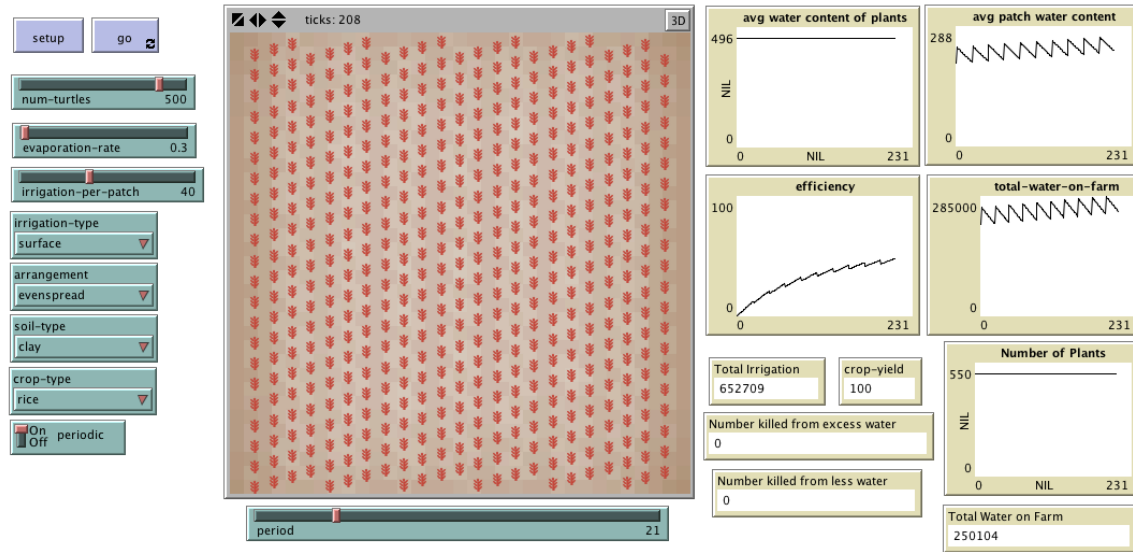 setup
go
num-turtles
500
evaporation-rate
0.3
irrigation-per-patch
40
irrigation-type
surface
arrangement
evenspread
soil-type
clay
crop-type
rice
On
Off
periodic
ticks: 208
3D
period
21
avg water content of plants
496
NIL
0
0
NIL
231
avg patch water content
288
0
0
231
efficiency
100
0
0
231
total-water-on-farm
285000
0
0
231
Total Irrigation
652709
crop-yield
100
Number killed from excess water
0
Number killed from less water
0
Number of Plants
550
NIL
0
0
NIL
231
Total Water on Farm
250104